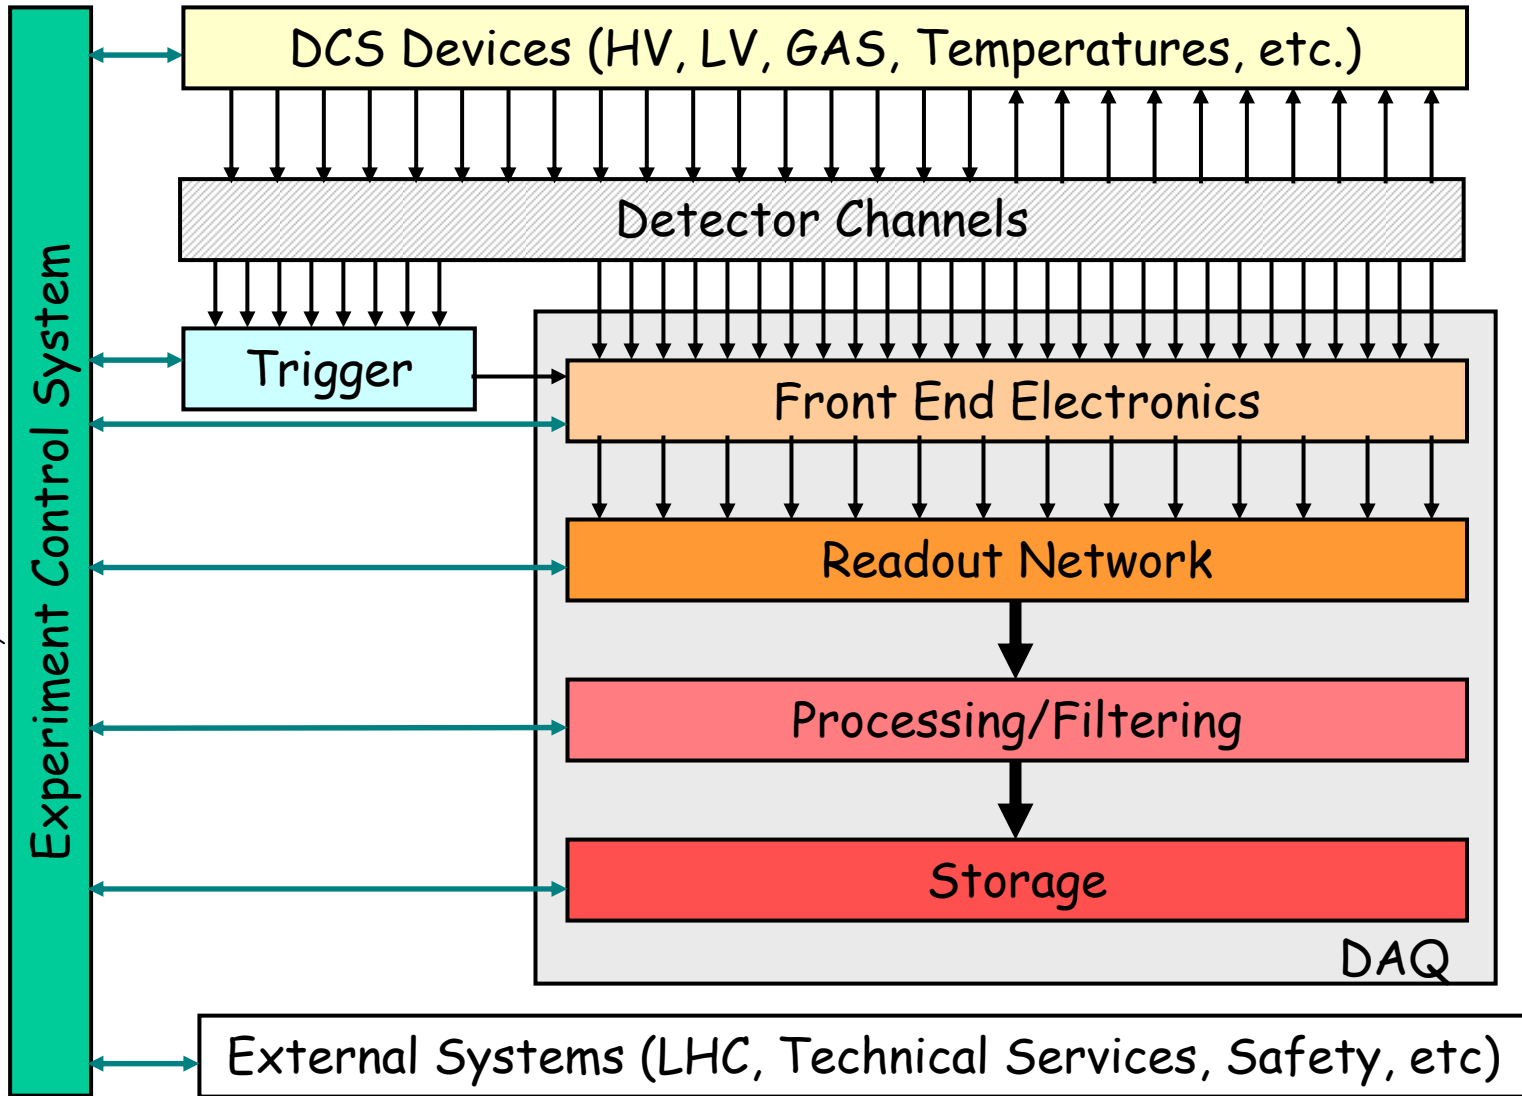 DCS Devices (HV, LV, GAS, Temperatures, etc.)
Detector Channels
Experiment Control System
Trigger
Front End Electronics
Readout Network
Processing/Filtering
Storage
DAQ
External Systems (LHC, Technical Services, Safety, etc)